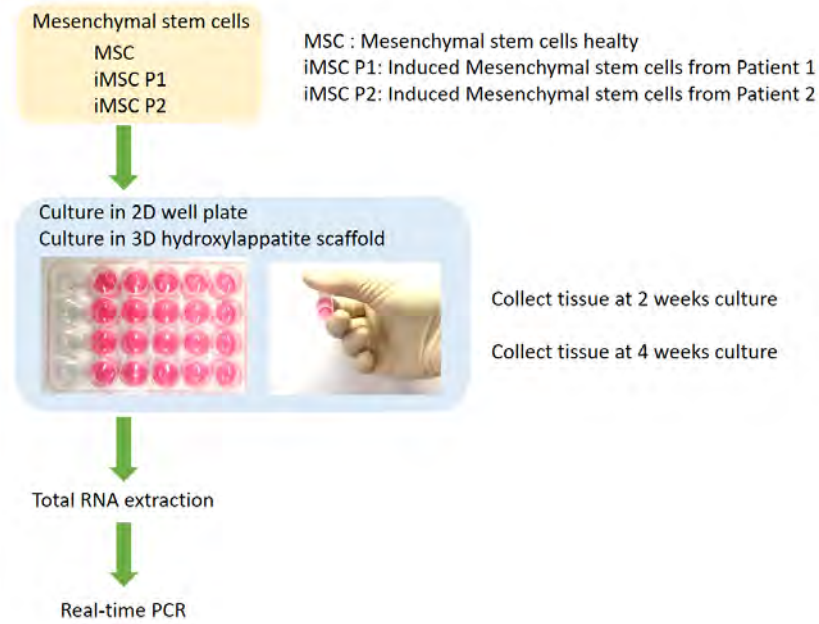 Mesenchymal stem cells
MSC
iMSC P1
iMSC P2
MSC : Mesenchymal stem cells healty
iMSC P1: Induced Mesenchymal stem cells from Patient 1
iMSC P2: Induced Mesenchymal stem cells from Patient 2
Culture in 2D well plate
Culture in 3D hydroxylappatite scaffold
Collect tissue at 2 weeks culture
Collect tissue at 4 weeks culture
Total RNA extraction
Real-time PCR